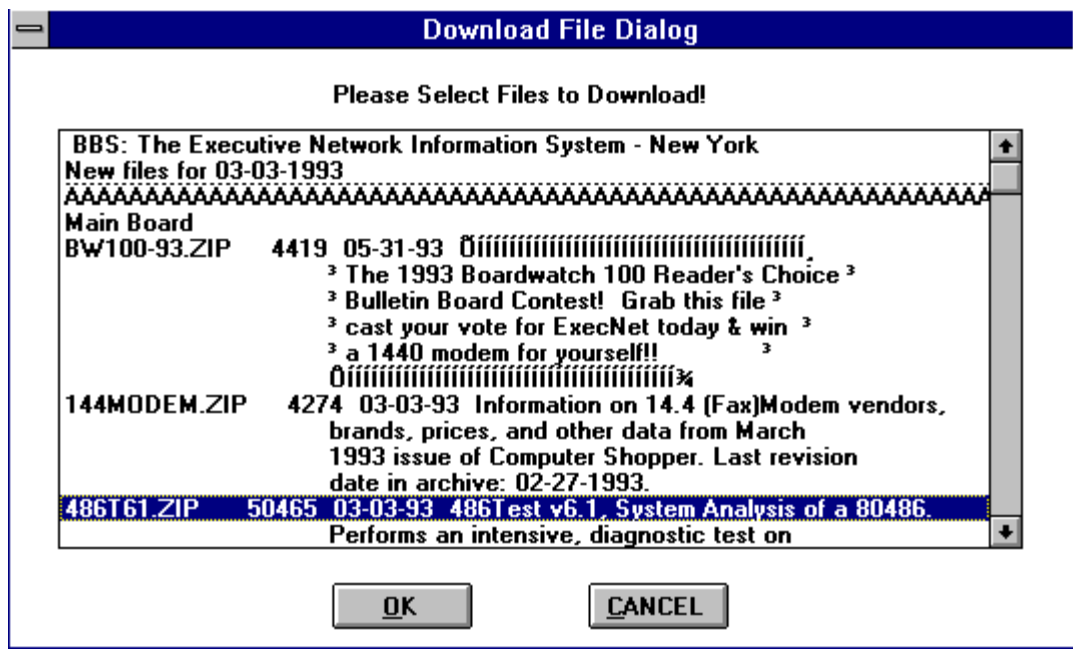 Download File Dialog
Please Select Files to Download!
BBS: The Executive Network Information System - New York
New files for 03-03-1993
ÄÄÄÄÄÄÄÄÄÄÄÄÄÄÄÄÄÄÄÄÄÄÄÄÄÄÄÄÄÄÄÄÄÄÄÄÄÄÄÄÄÄÄÄÄÄÄÄÄÄÄÄÄÄÄÄÄ
Main Board
BW100-93.ZIP 4419 05-31-93 Õíííííííííííííííííííííííííííííííííííííííí¸
³ The 1993 Boardwatch 100 Reader's Choice ³
³ Bulletin Board Contest! Grab this file ³
³ cast your vote for ExecNet today & win ³
³ a 1440 modem for yourself!! ³
Ôíííííííííííííííííííííííííííííííííííííííí¾
144MODEM.ZIP 4274 03-03-93 Information on 14.4 (Fax)Modem vendors,
brands, prices, and other data from March
1993 issue of Computer Shopper. Last revision
date in archive: 02-27-1993.
486T61.ZIP 50465 03-03-93 486Test v6.1, System Analysis of a 80486.
Performs an intensive, diagnostic test on
OK CANCEL